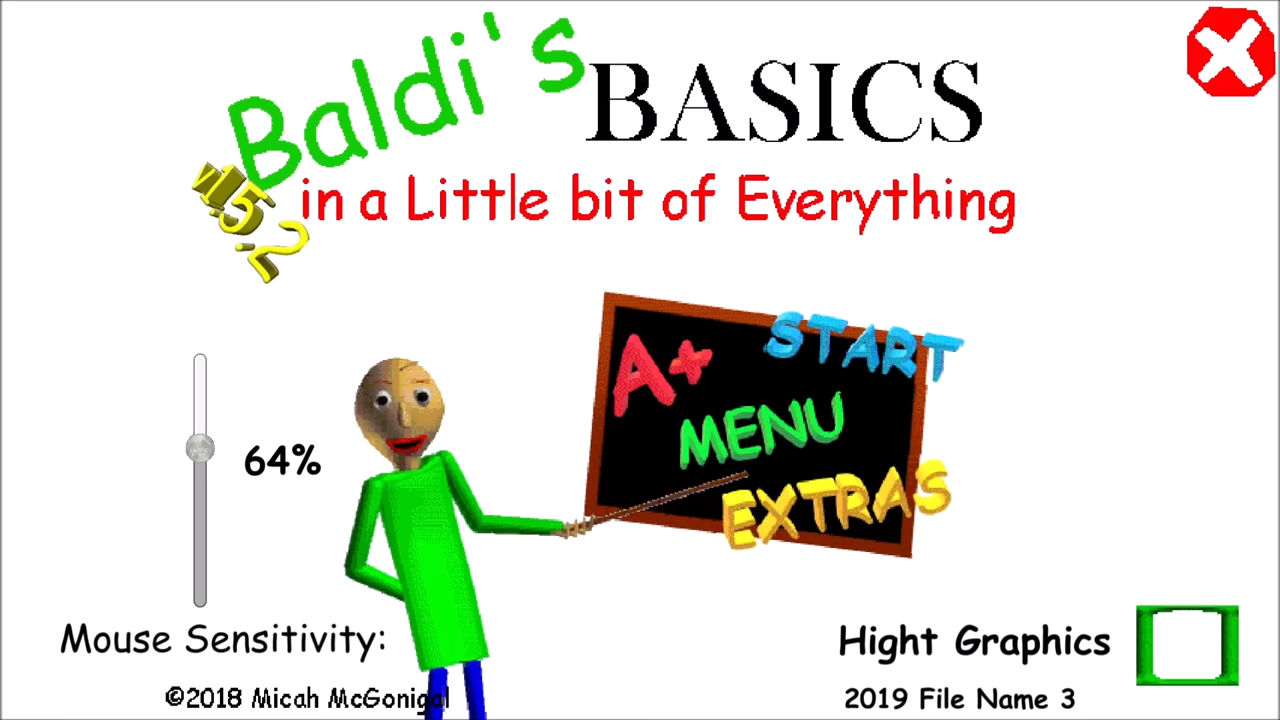 Baldi's BASICS
in a Little bit of Everything
v1.5.2
A+ START
MENU
EXTRAS
64%
Mouse Sensitivity:
Hight Graphics
©2018 Micah McGonigal
2019 File Name 3